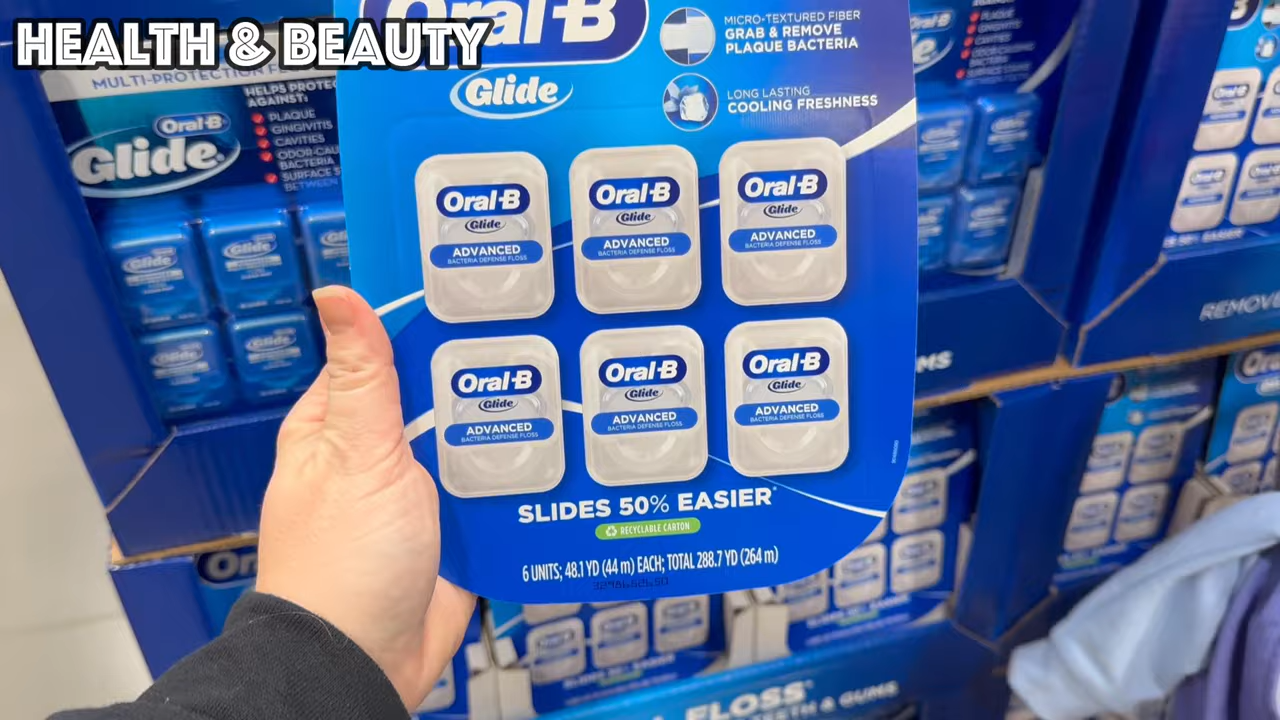 HEALTH & BEAUTY
Oral-B
Glide
MICRO-TEXTURED FIBER
GRAB & REMOVE
PLAQUE BACTERIA
LONG LASTING
COOLING FRESHNESS
Oral-B
Glide
ADVANCED
BACTERIA DEFENSE FLOSS
Oral-B
Glide
ADVANCED
BACTERIA DEFENSE FLOSS
Oral-B
Glide
ADVANCED
BACTERIA DEFENSE FLOSS
Oral-B
Glide
ADVANCED
BACTERIA DEFENSE FLOSS
Oral-B
Glide
ADVANCED
BACTERIA DEFENSE FLOSS
Oral-B
Glide
ADVANCED
BACTERIA DEFENSE FLOSS
SLIDES 50% EASIER*
RECYCLABLE CARTON
6 UNITS; 48.1 YD (44 m) EACH; TOTAL 288.7 YD (264 m)
MULTI-PROTECTION
HELPS
AGAINST:
PLAQUE
GINGIVITIS
CAVITIES
BACTERIA
Oral-B
Glide
FLOSS
TEETH & GUMS